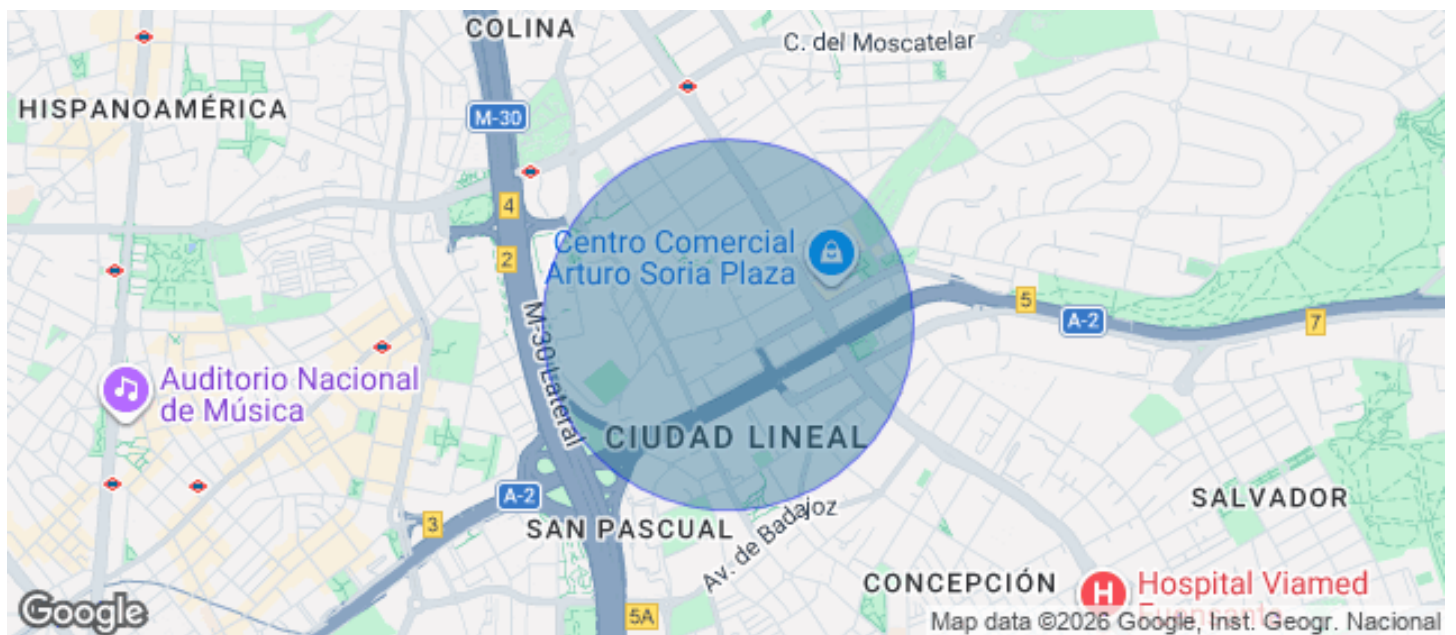 COLINA
C. del Moscatelar
HISPANOAMÉRICA
M-30
4
2
Centro Comercial
Arturo Soria Plaza
5
A-2
7
M-30 Lateral
Auditorio Nacional
de Música
CIUDAD LINEAL
A-2
3
SAN PASCUAL
Av. de Badajoz
SALVADOR
CONCEPCIÓN
H
Hospital Viamed
Fuensanta
5A
Google
Map data ©2026 Google, Inst. Geogr. Nacional